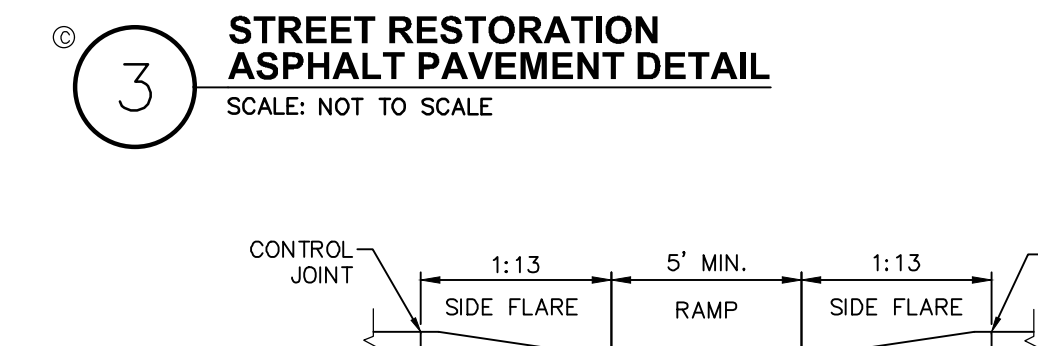 ©
3
STREET RESTORATION
ASPHALT PAVEMENT DETAIL
SCALE: NOT TO SCALE
CONTROL
JOINT
1:13
5' MIN.
1:13
SIDE FLARE
RAMP
SIDE FLARE